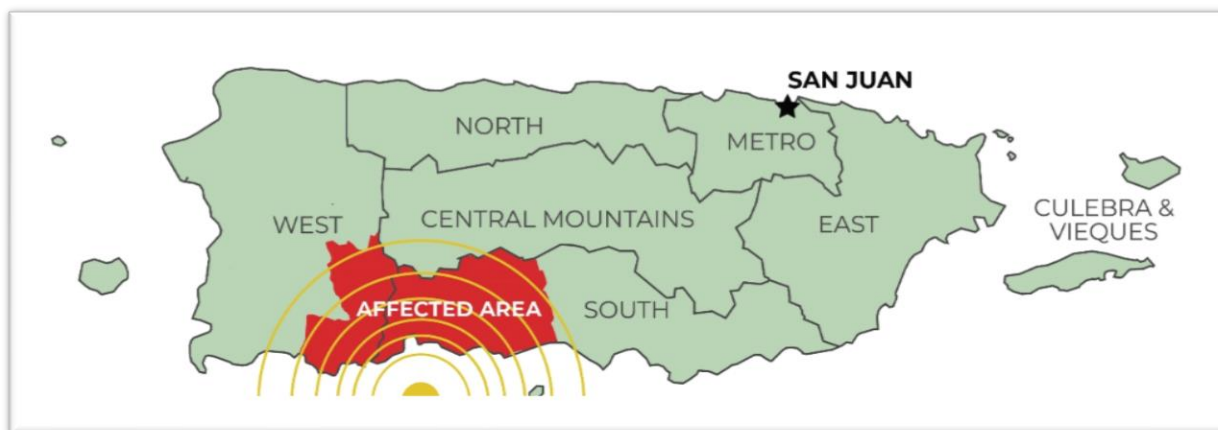 SAN JUAN
NORTH
METRO
CENTRAL MOUNTAINS
WEST
EAST
CULEBRA &
VIEQUES
AFFECTED AREA
SOUTH